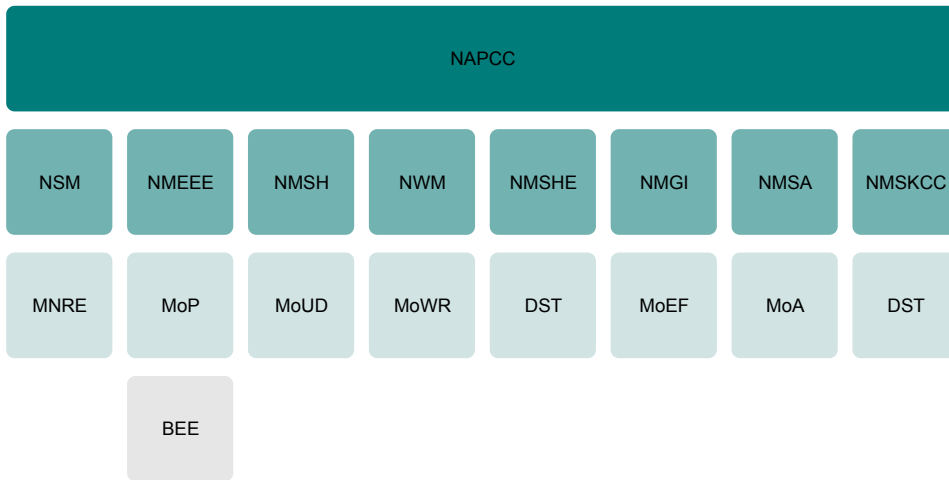 NAPCC
NSM NMEEE NMSH NWM NMSHE NMGI NMSA NMSKCC
MNRE MoP MoUD MoWR DST MoEF MoA DST
BEE